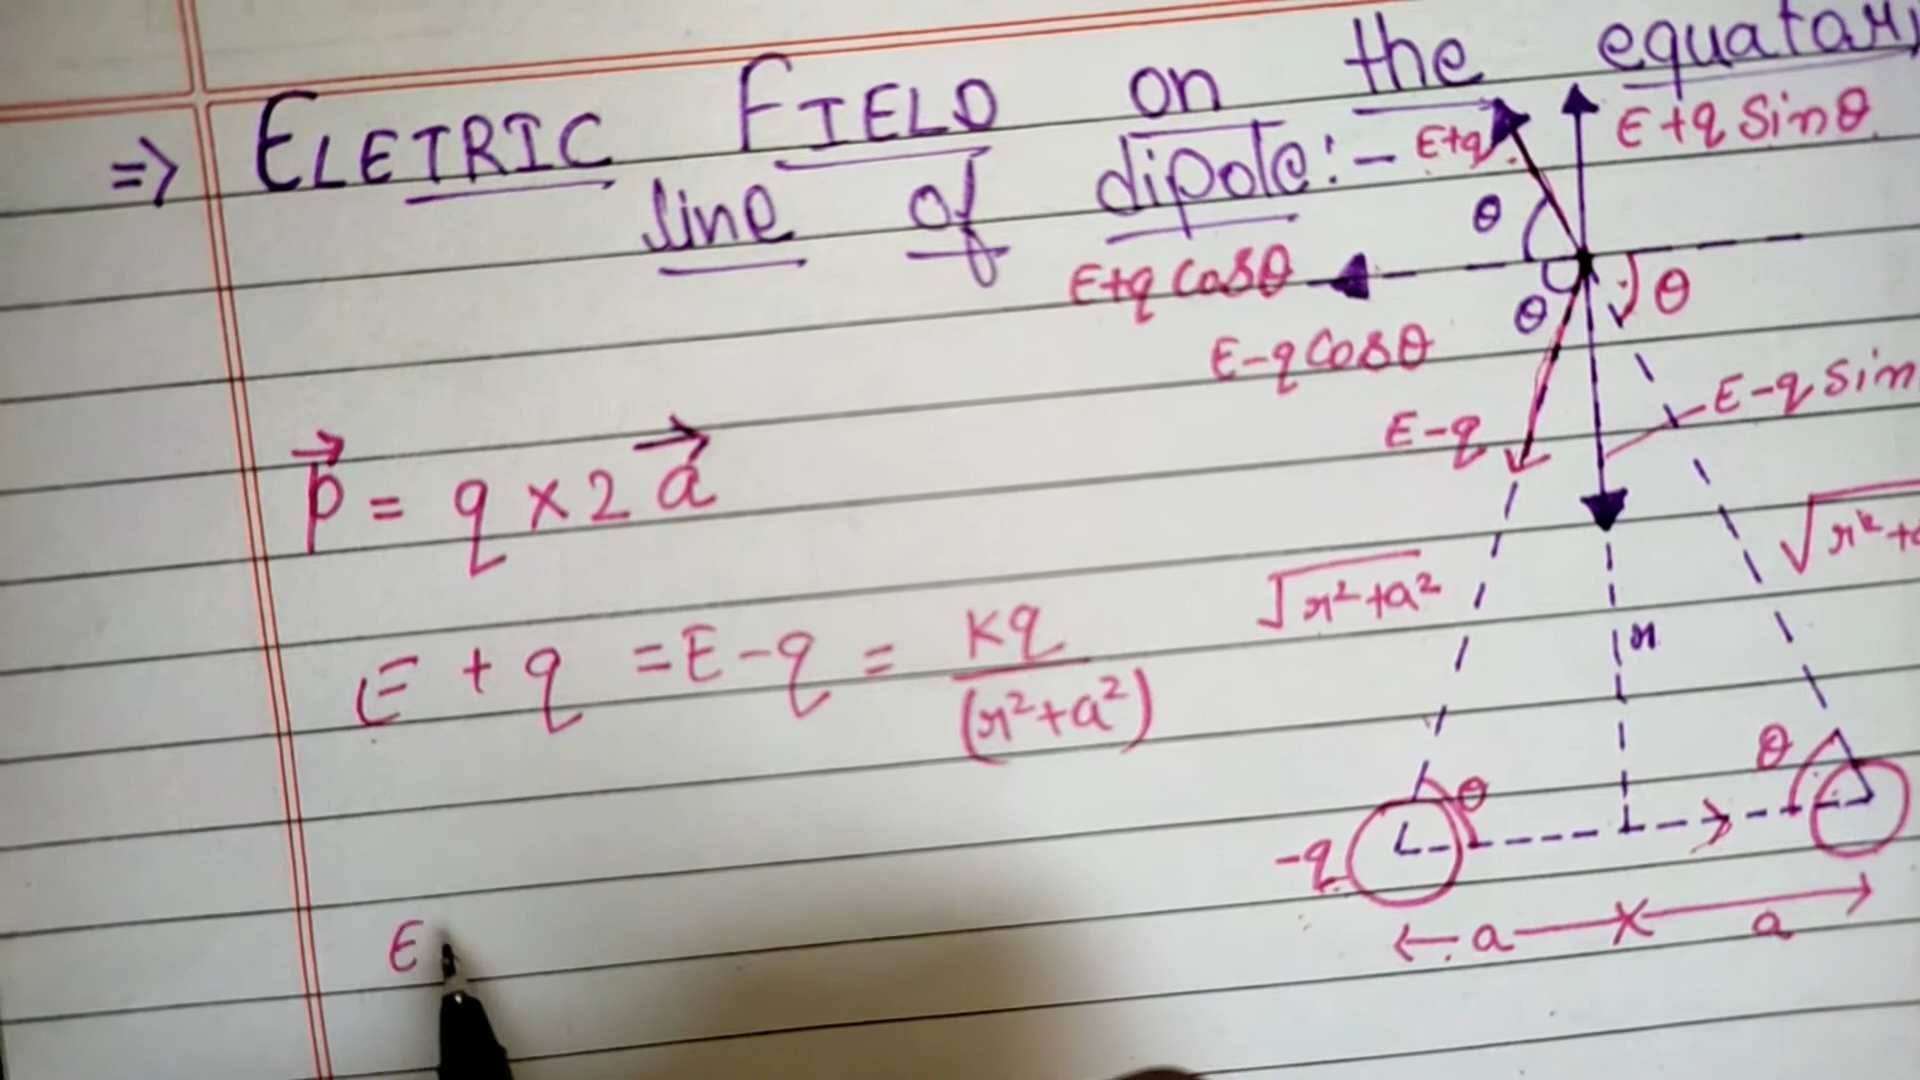 => ELETRIC FIELD on the equatary
line of dipole:-
E+q
E+q Sinθ
θ
E+q Cosθ
θ
θ
E-q Cosθ
E-q
E-q Sin
p⃗ = q × 2 a⃗
√r²+a²
√r²+a
E + q = E - q = Kq / (r²+a²)
r
θ
θ
-q
a
a
E